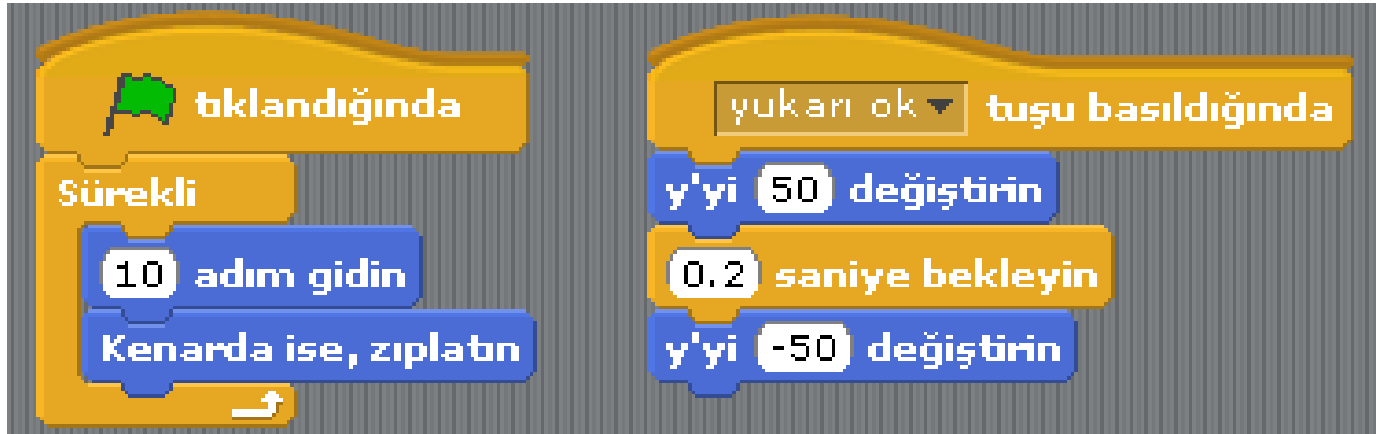 tıklandığında
Sürekli
10 adım gidin
Kenarda ise, zıplatın
yukarı ok tuşu basıldığında
y'yi 50 değiştirin
0.2 saniye bekleyin
y'yi -50 değiştirin